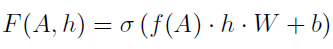 F(A, h) = σ (f(A) · h · W + b)